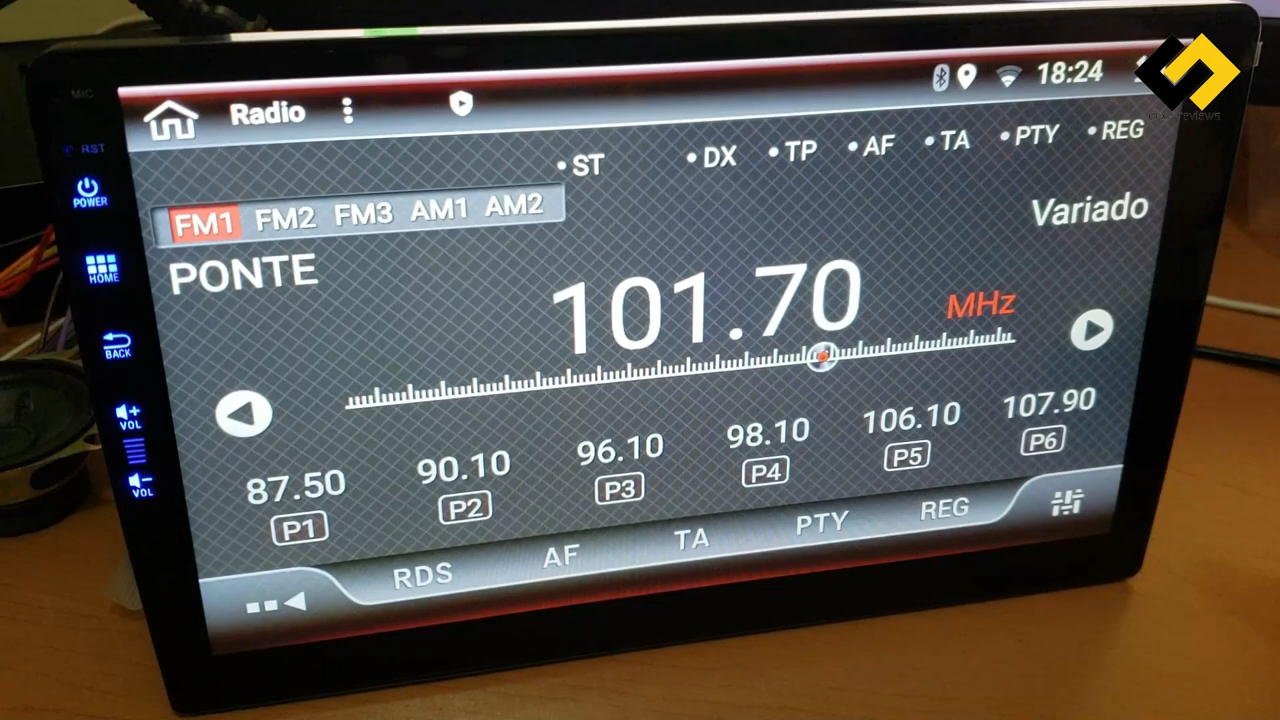 MIC
RST
POWER
HOME
BACK
VOL
VOL
Radio
18:24
• ST • DX • TP • AF • TA • PTY • REG
FM1 FM2 FM3 AM1 AM2
Variado
PONTE
101.70 MHz
87.50 90.10 96.10 98.10 106.10 107.90
P1 P2 P3 P4 P5 P6
RDS AF TA PTY REG